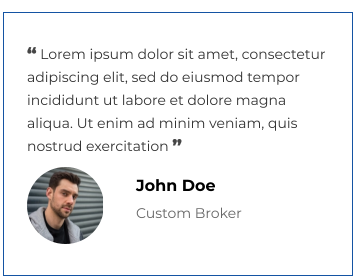 ❝ Lorem ipsum dolor sit amet, consectetur
adipiscing elit, sed do eiusmod tempor
incididunt ut labore et dolore magna
aliqua. Ut enim ad minim veniam, quis
nostrud exercitation ❞
John Doe
Custom Broker